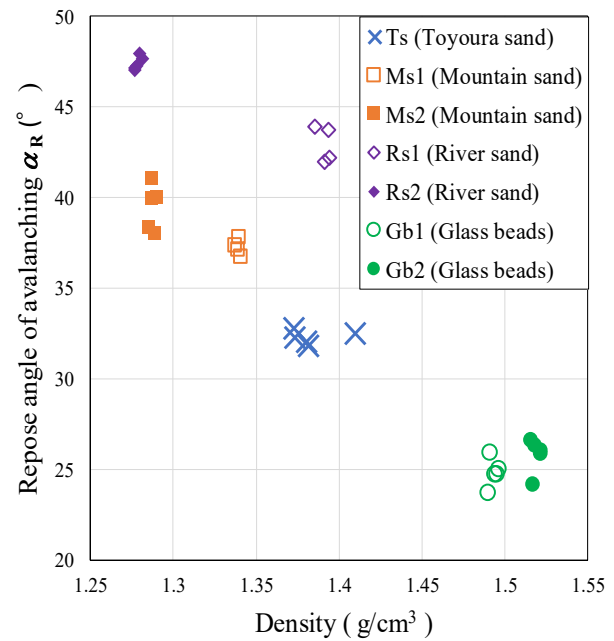 50
45
40
35
30
25
20
1.25
1.3
1.35
1.4
1.45
1.5
1.55
Repose angle of avalanching α_R (°
Density ( g/cm³ )
Ts (Toyoura sand)
Ms1 (Mountain sand)
Ms2 (Mountain sand)
Rs1 (River sand)
Rs2 (River sand)
Gb1 (Glass beads)
Gb2 (Glass beads)